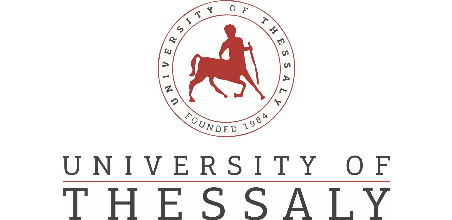 UNIVERSITY OF THESSALY
FOUNDED 1984
UNIVERSITY OF
THESSALY